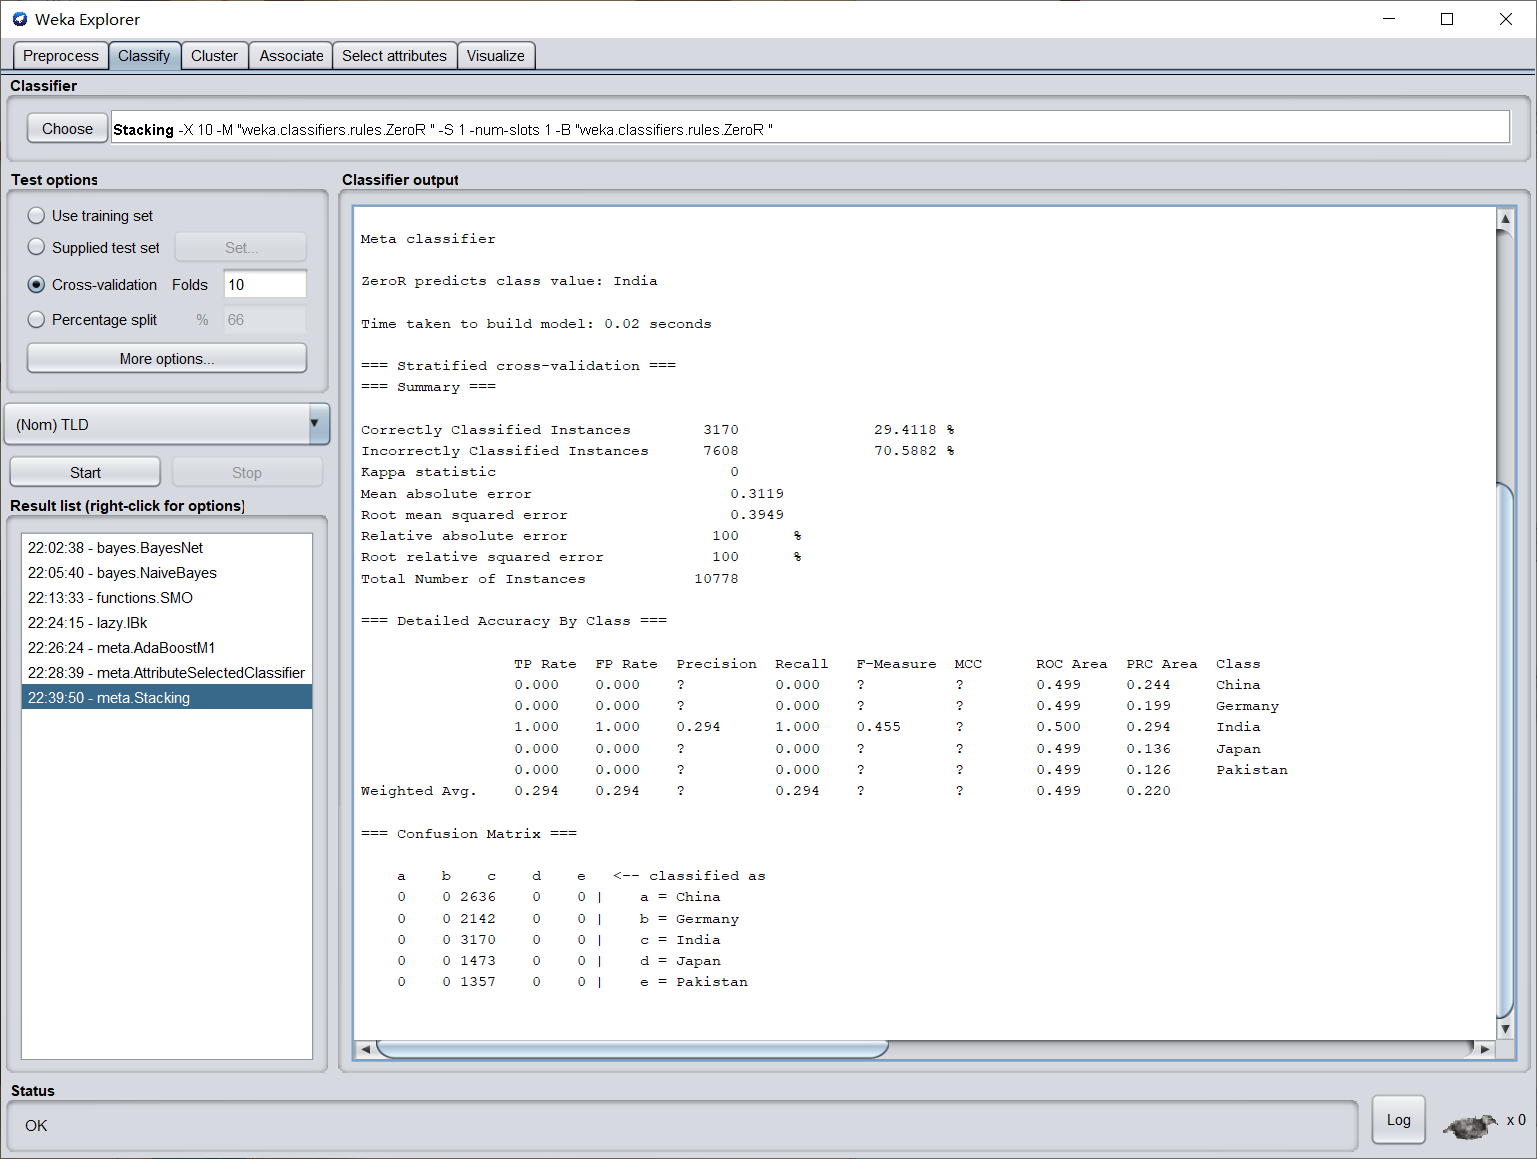 Weka Explorer
Preprocess Classify Cluster Associate Select attributes Visualize
Classifier
Choose Stacking -X 10 -M "weka.classifiers.rules.ZeroR " -S 1 -num-slots 1 -B "weka.classifiers.rules.ZeroR "
Test options
Use training set
Supplied test set Set...
Cross-validation Folds 10
Percentage split % 66
More options...
(Nom) TLD
Start Stop
Result list (right-click for options)
22:02:38 - bayes.BayesNet
22:05:40 - bayes.NaiveBayes
22:13:33 - functions.SMO
22:24:15 - lazy.IBk
22:26:24 - meta.AdaBoostM1
22:28:39 - meta.AttributeSelectedClassifier
22:39:50 - meta.Stacking
Classifier output
Meta classifier
ZeroR predicts class value: India
Time taken to build model: 0.02 seconds
=== Stratified cross-validation ===
=== Summary ===
Correctly Classified Instances 3170 29.4118 %
Incorrectly Classified Instances 7608 70.5882 %
Kappa statistic 0
Mean absolute error 0.3119
Root mean squared error 0.3949
Relative absolute error 100 %
Root relative squared error 100 %
Total Number of Instances 10778
=== Detailed Accuracy By Class ===
TP Rate FP Rate Precision Recall F-Measure MCC ROC Area PRC Area Class
0.000 0.000 ? 0.000 ? ? 0.499 0.244 China
0.000 0.000 ? 0.000 ? ? 0.499 0.199 Germany
1.000 1.000 0.294 1.000 0.455 ? 0.500 0.294 India
0.000 0.000 ? 0.000 ? ? 0.499 0.136 Japan
0.000 0.000 ? 0.000 ? ? 0.499 0.126 Pakistan
Weighted Avg. 0.294 0.294 ? 0.294 ? ? 0.499 0.220
=== Confusion Matrix ===
a b c d e <-- classified as
0 0 2636 0 0 | a = China
0 0 2142 0 0 | b = Germany
0 0 3170 0 0 | c = India
0 0 1473 0 0 | d = Japan
0 0 1357 0 0 | e = Pakistan
Status
OK
Log x 0